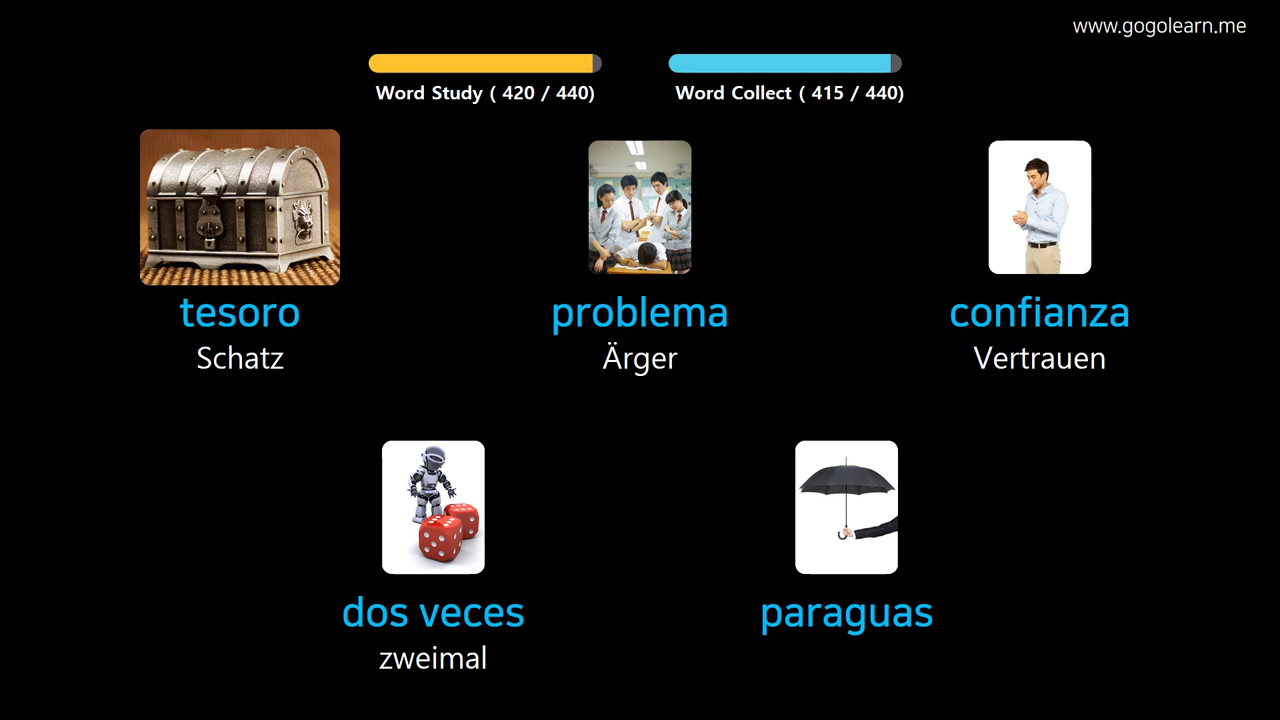 www.gogolearn.me
Word Study ( 420 / 440)
Word Collect ( 415 / 440)
tesoro
Schatz
problema
Ärger
confianza
Vertrauen
dos veces
zweimal
paraguas